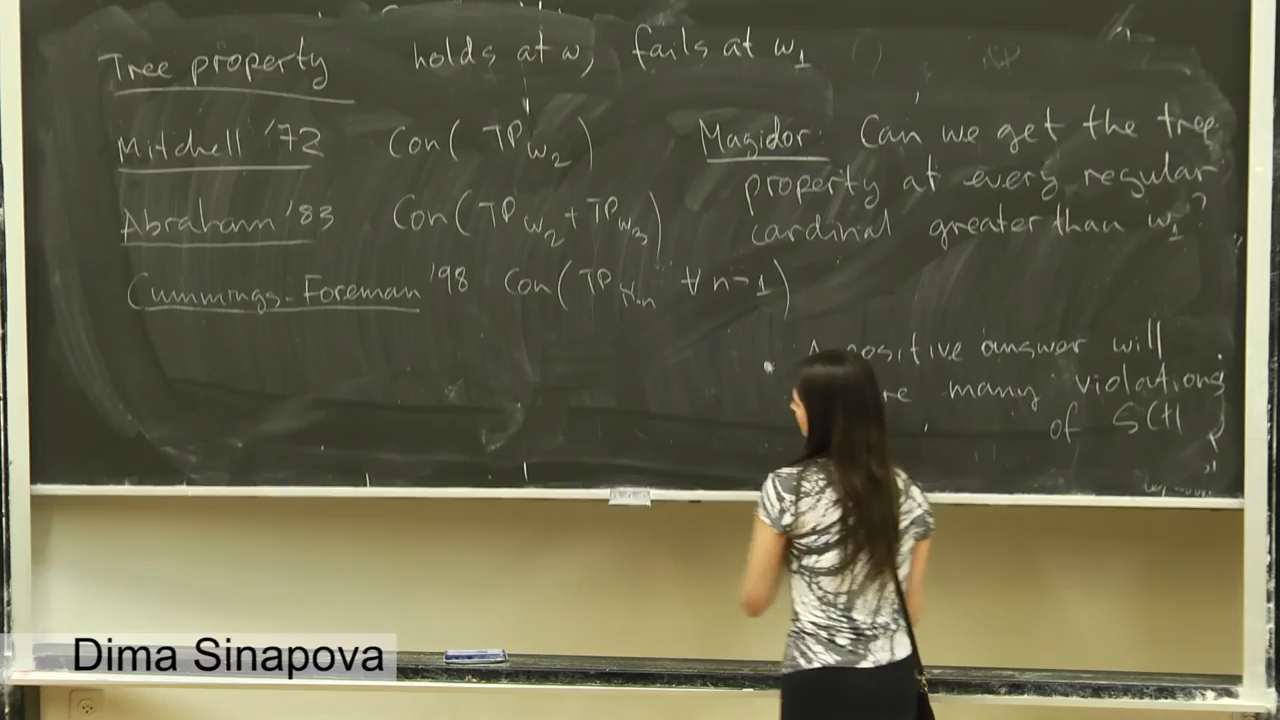 Tree property holds at ω, fails at ω₁
Mitchell '72 Con( TP_ω₂ )
Abraham '83 Con( TP_ω₂ + TP_ω₃ )
Cummings-Foreman '98 Con( TP_ℵₙ ∀ n>1 )
Magidor: Can we get the tree
property at every regular
cardinal greater than ω₁?
* A positive answer will
many violations
of SCH
Dima Sinapova